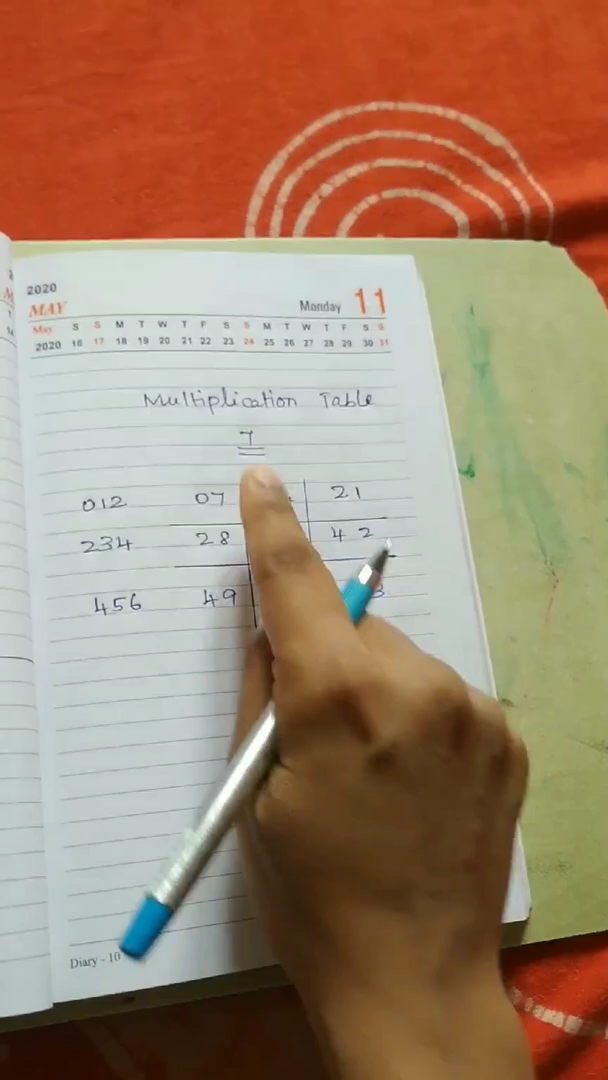 2020
MAY
Monday 11
May S S M T W T F S S M T W T F S S
2020 16 17 18 19 20 21 22 23 24 25 26 27 28 29 30 31
Multiplication Table
7
012 07 21
234 28 42
456 49
Diary - 10